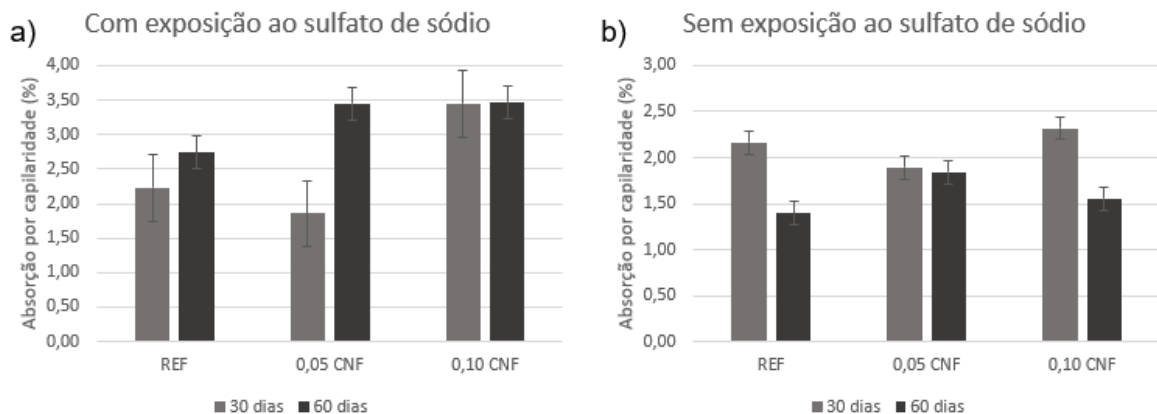 a)
Com exposição ao sulfato de sódio
Absorção por capilaridade (%)
4,00
3,50
3,00
2,50
2,00
1,50
1,00
0,50
0,00
REF
0,05 CNF
0,10 CNF
30 dias
60 dias
b)
Sem exposição ao sulfato de sódio
Absorção por capilaridade (%)
3,00
2,50
2,00
1,50
1,00
0,50
0,00
REF
0,05 CNF
0,10 CNF
30 dias
60 dias